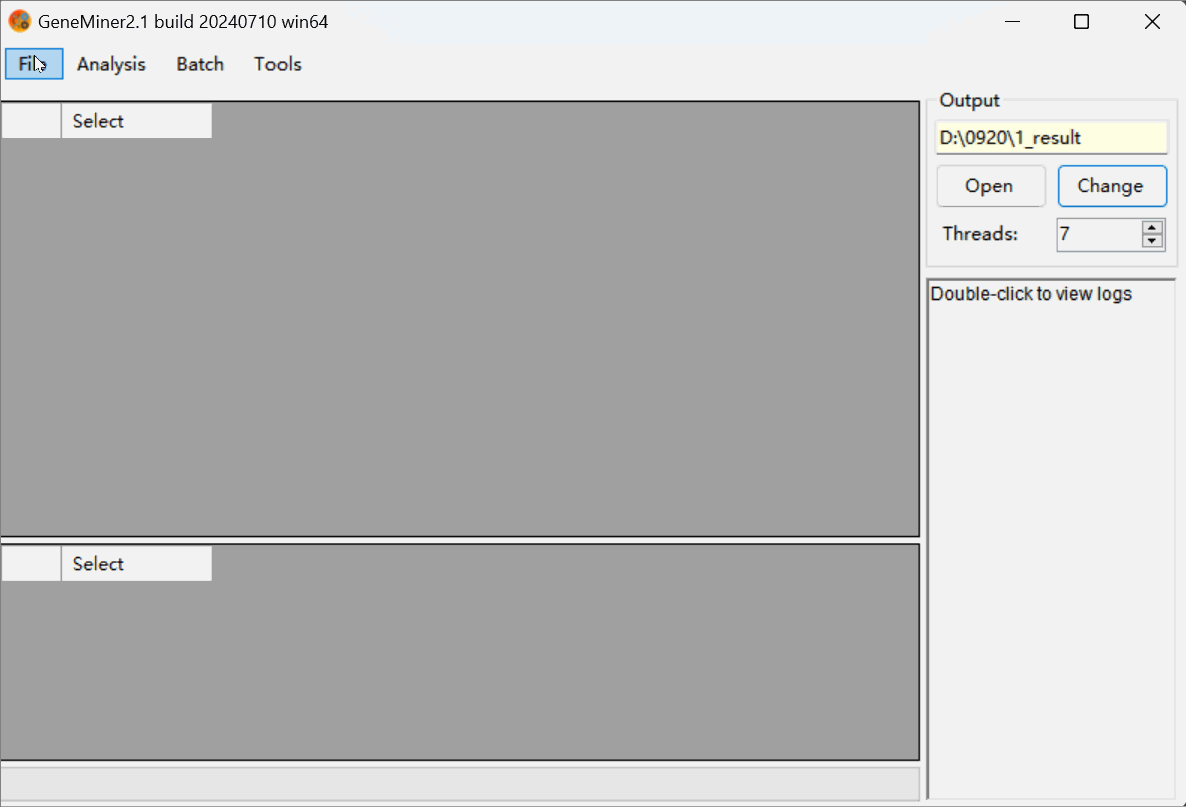 GeneMiner2.1 build 20240710 win64
File Analysis Batch Tools
Select
Select
Output
D:\0920\1_result
Open Change
Threads: 7
Double-click to view logs